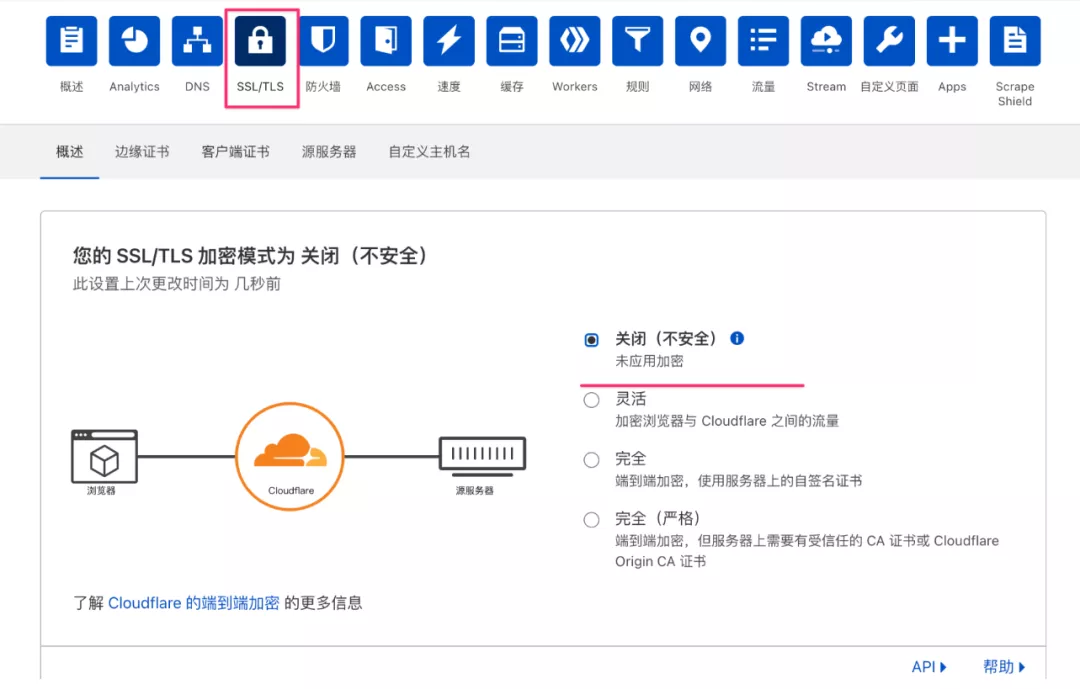 概述
Analytics
DNS
SSL/TLS
防火墙
Access
速度
缓存
Workers
规则
网络
流量
Stream
自定义页面
Apps
Scrape
Shield
概述
边缘证书
客户端证书
源服务器
自定义主机名
您的 SSL/TLS 加密模式为 关闭（不安全）
此设置上次更改时间为 几秒前
关闭（不安全）
未应用加密
灵活
加密浏览器与 Cloudflare 之间的流量
完全
端到端加密，使用服务器上的自签名证书
完全（严格）
端到端加密，但服务器上需要有受信任的 CA 证书或 Cloudflare
Origin CA 证书
浏览器
Cloudflare
源服务器
了解 Cloudflare 的端到端加密 的更多信息
API
帮助